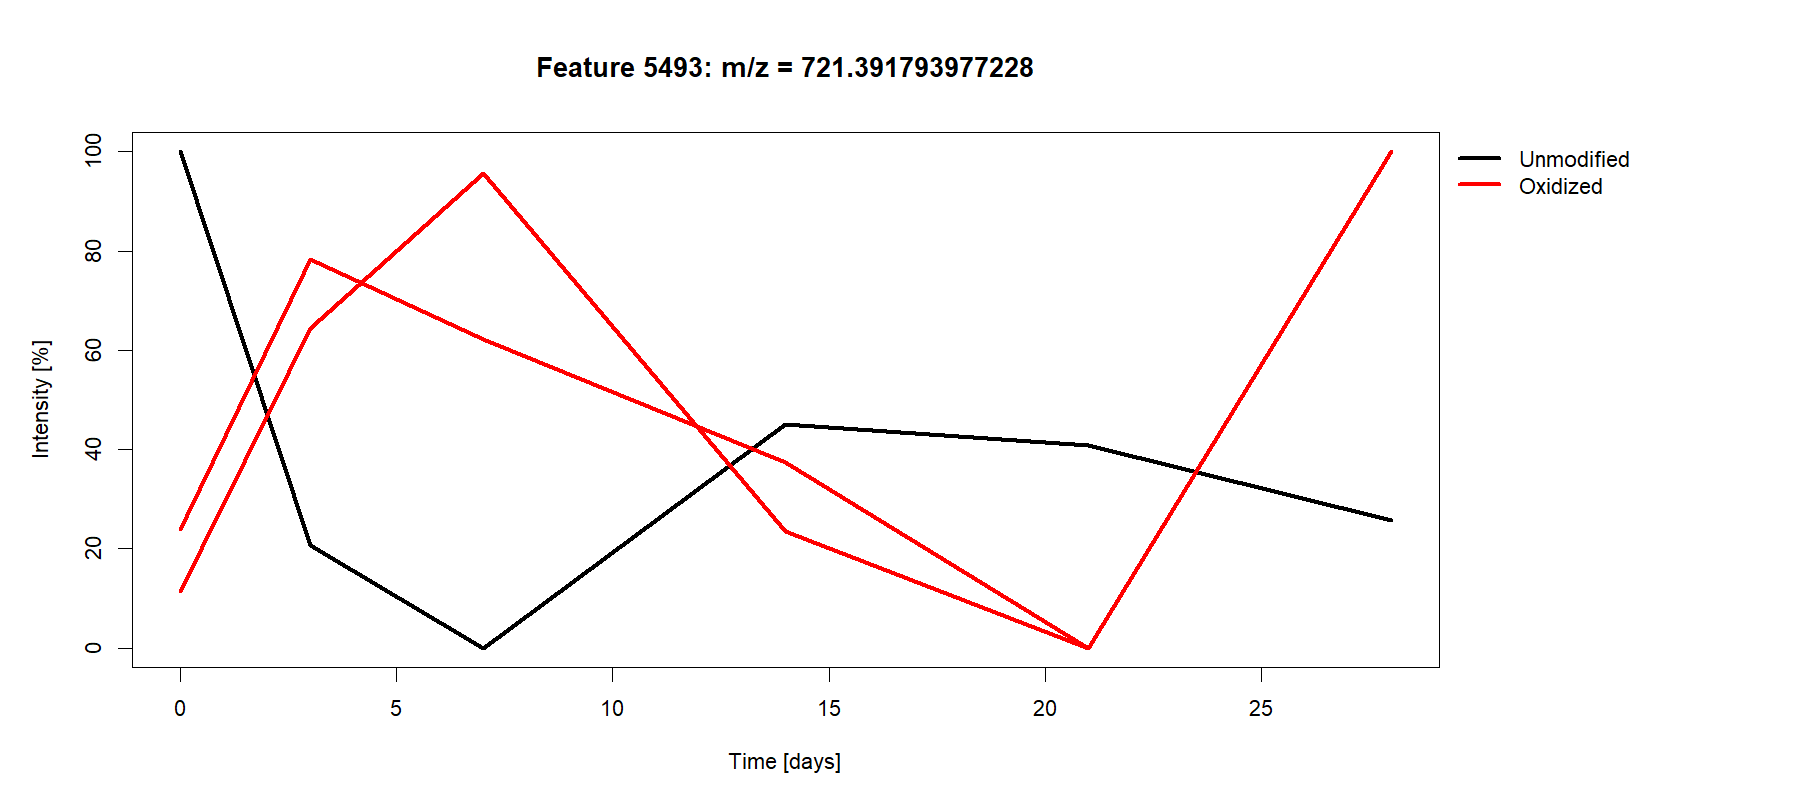 Feature 5493: m/z = 721.391793977228
Unmodified
Oxidized
Intensity [%]
100
80
60
40
20
0
0 5 10 15 20 25
Time [days]